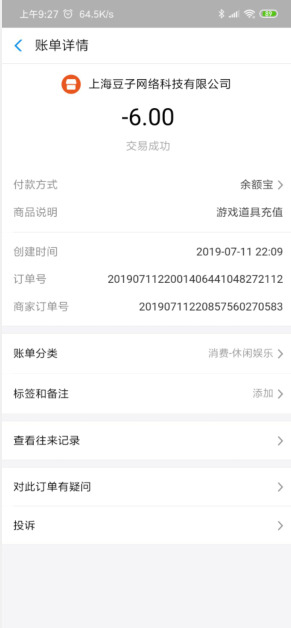 上午9:27 64.5K/s 89
账单详情
上海豆子网络科技有限公司
-6.00
交易成功
付款方式 余额宝
商品说明 游戏道具充值
创建时间 2019-07-11 22:09
订单号 2019071122001406441048272112
商家订单号 20190711220857560270583
账单分类 消费-休闲娱乐
标签和备注 添加
查看往来记录
对此订单有疑问
投诉